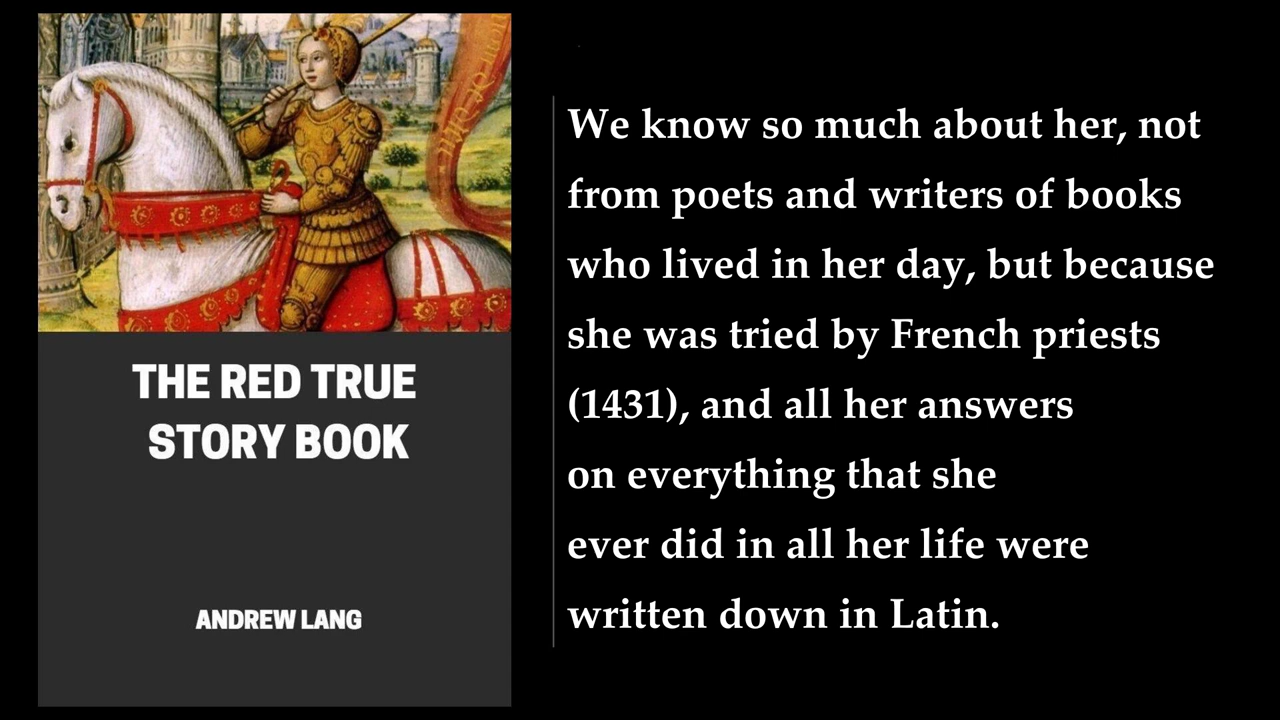 THE RED TRUE
STORY BOOK
ANDREW LANG
We know so much about her, not
from poets and writers of books
who lived in her day, but because
she was tried by French priests
(1431), and all her answers
on everything that she
ever did in all her life were
written down in Latin.